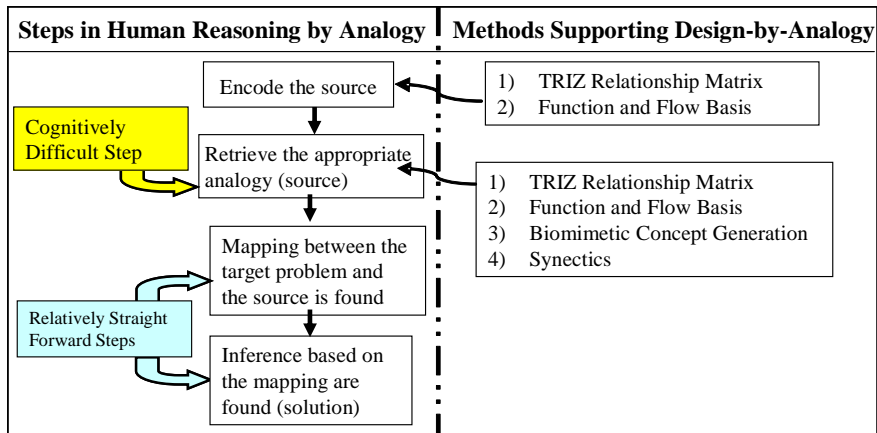 Steps in Human Reasoning by Analogy
Methods Supporting Design-by-Analogy
Encode the source
1) TRIZ Relationship Matrix
2) Function and Flow Basis
Cognitively
Difficult Step
Retrieve the appropriate
analogy (source)
1) TRIZ Relationship Matrix
2) Function and Flow Basis
3) Biomimetic Concept Generation
4) Synectics
Mapping between the
target problem and
the source is found
Relatively Straight
Forward Steps
Inference based on
the mapping are
found (solution)